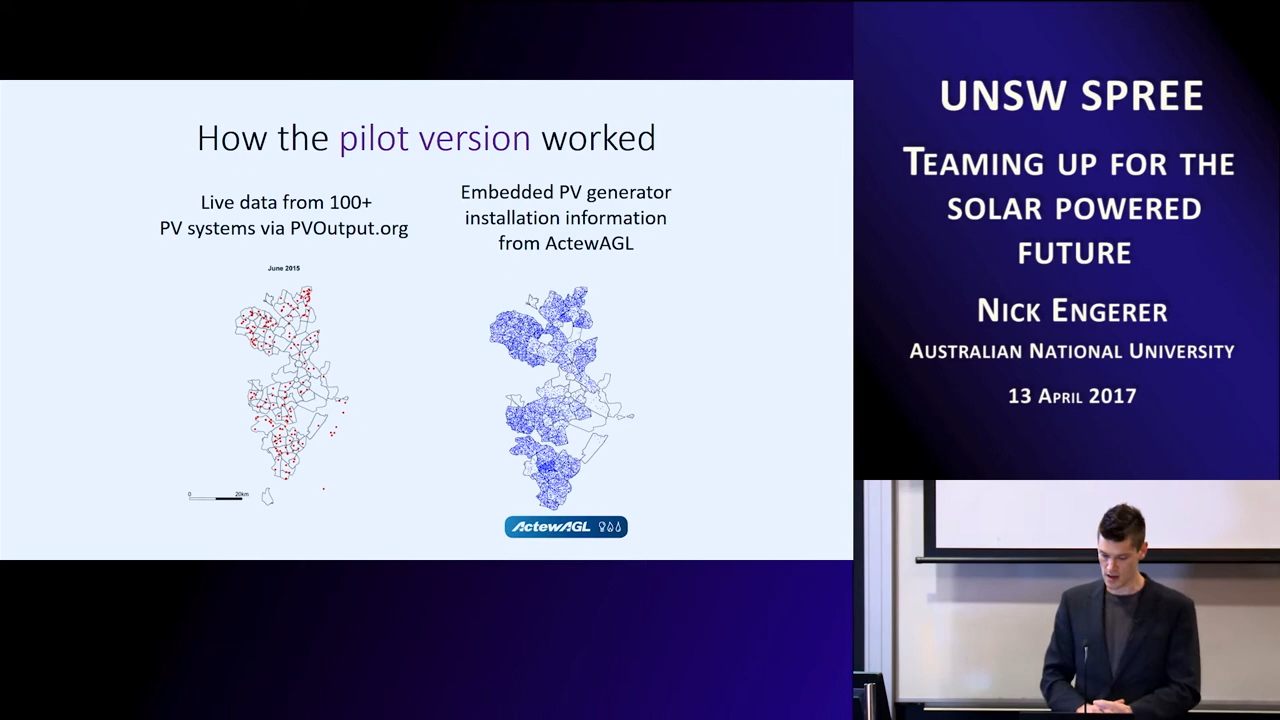 How the pilot version worked
Live data from 100+
PV systems via PVOutput.org
Embedded PV generator
installation information
from ActewAGL
June 2015
0 20km
ActewAGL
UNSW SPREE
TEAMING UP FOR THE
SOLAR POWERED
FUTURE
NICK ENGERER
AUSTRALIAN NATIONAL UNIVERSITY
13 APRIL 2017